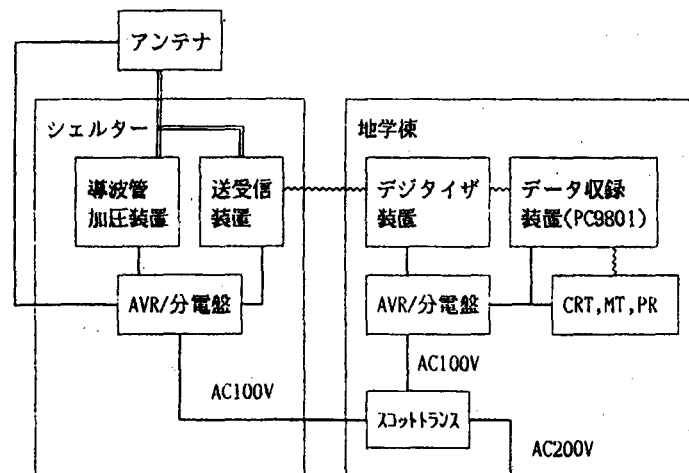 アンテナ
シェルター
地学棟
導波管
加圧装置
送受信
装置
デジタイザ
装置
データ収録
装置(PC9801)
AVR/分電盤
AVR/分電盤
CRT,MT,PR
AC100V
AC100V
スコットトランス
AC200V